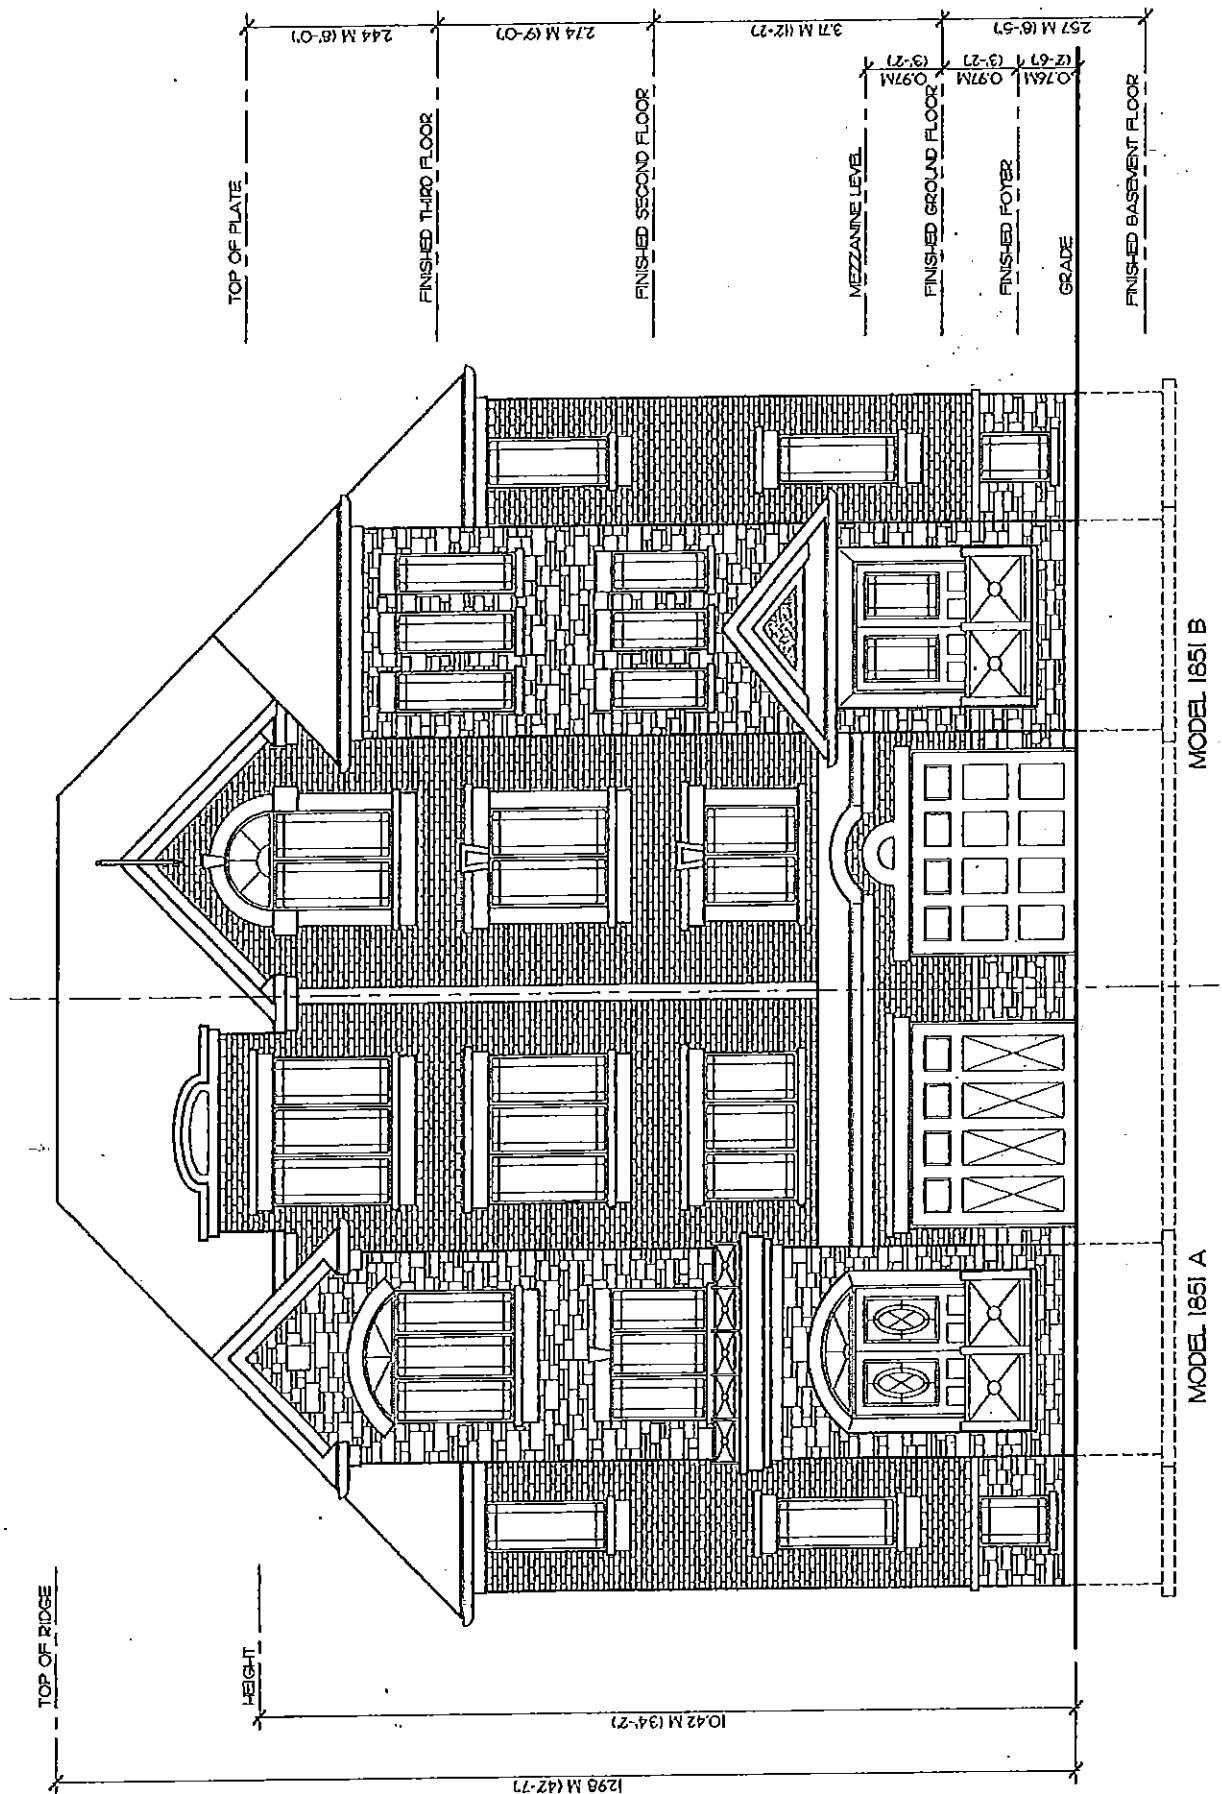 TOP OF RIDGE
HEIGHT
12.98 M (42'-7")
10.42 M (34'-2")
TOP OF PLATE
2.44 M (8'-0")
FINISHED THIRD FLOOR
2.74 M (9'-0")
FINISHED SECOND FLOOR
3.71 M (12'-2")
MEZZANINE LEVEL
0.97M
(3'-2")
FINISHED GROUND FLOOR
0.97M
(3'-2")
2.57 M (8'-5")
FINISHED FOYER
0.76M
(2'-6")
GRADE
FINISHED BASEMENT FLOOR
MODEL 1851 A
MODEL 1851 B